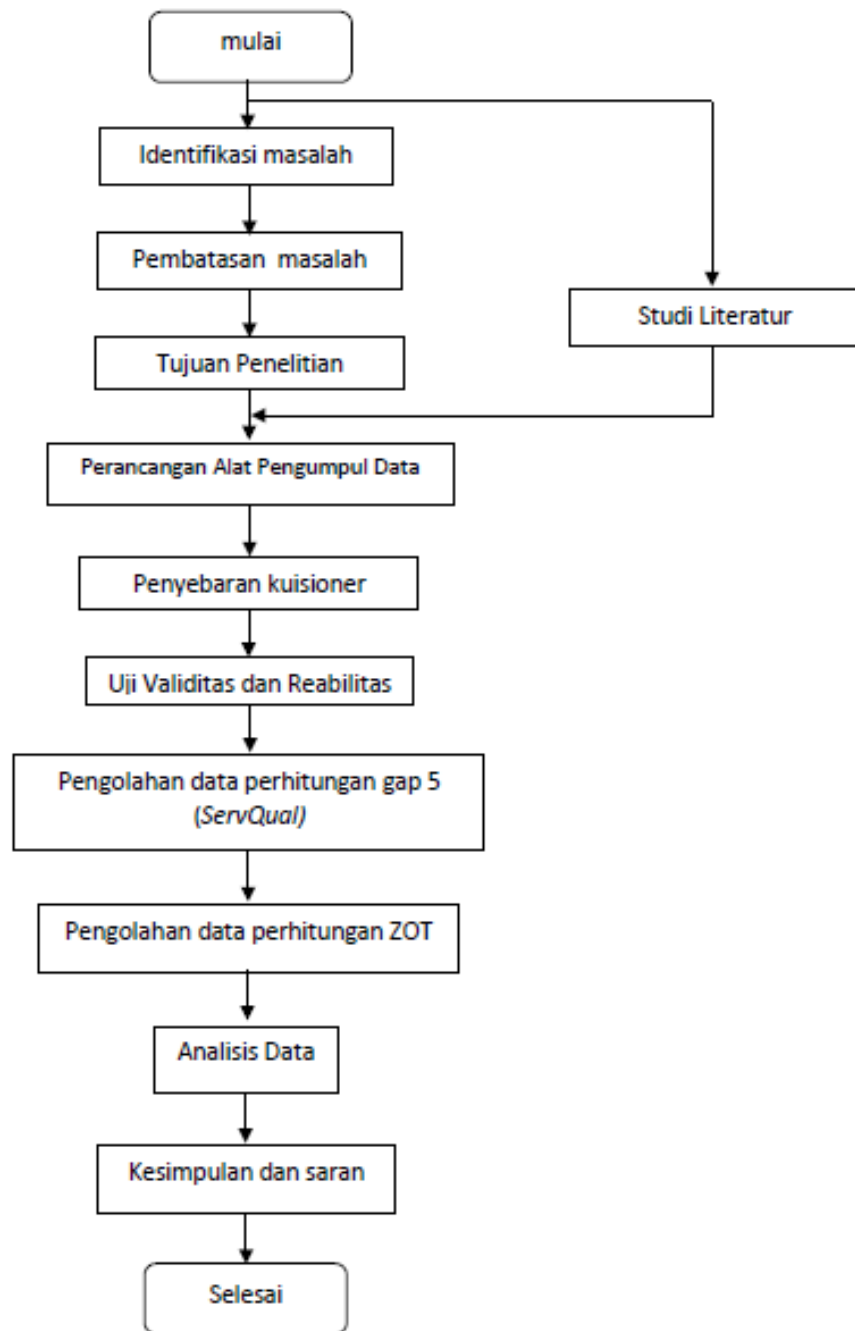 mulai
Identifikasi masalah
Pembatasan masalah
Studi Literatur
Tujuan Penelitian
Perancangan Alat Pengumpul Data
Penyebaran kuisioner
Uji Validitas dan Reabilitas
Pengolahan data perhitungan gap 5
(ServQual)
Pengolahan data perhitungan ZOT
Analisis Data
Kesimpulan dan saran
Selesai